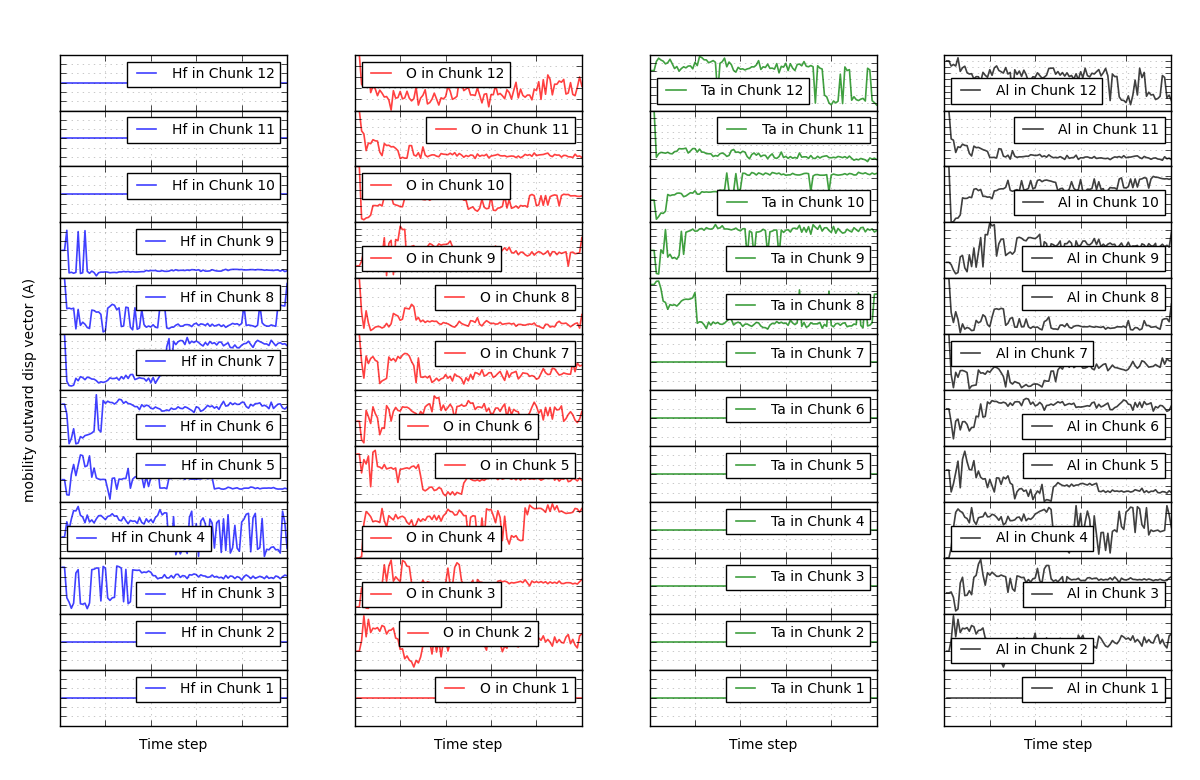 Hf in Chunk 12
O in Chunk 12
Ta in Chunk 12
Al in Chunk 12
Hf in Chunk 11
O in Chunk 11
Ta in Chunk 11
Al in Chunk 11
Hf in Chunk 10
O in Chunk 10
Ta in Chunk 10
Al in Chunk 10
Hf in Chunk 9
O in Chunk 9
Ta in Chunk 9
Al in Chunk 9
Hf in Chunk 8
O in Chunk 8
Ta in Chunk 8
Al in Chunk 8
Hf in Chunk 7
O in Chunk 7
Ta in Chunk 7
Al in Chunk 7
Hf in Chunk 6
O in Chunk 6
Ta in Chunk 6
Al in Chunk 6
Hf in Chunk 5
O in Chunk 5
Ta in Chunk 5
Al in Chunk 5
Hf in Chunk 4
O in Chunk 4
Ta in Chunk 4
Al in Chunk 4
Hf in Chunk 3
O in Chunk 3
Ta in Chunk 3
Al in Chunk 3
Hf in Chunk 2
O in Chunk 2
Ta in Chunk 2
Al in Chunk 2
Hf in Chunk 1
O in Chunk 1
Ta in Chunk 1
Al in Chunk 1
mobility outward disp vector (A)
Time step
Time step
Time step
Time step